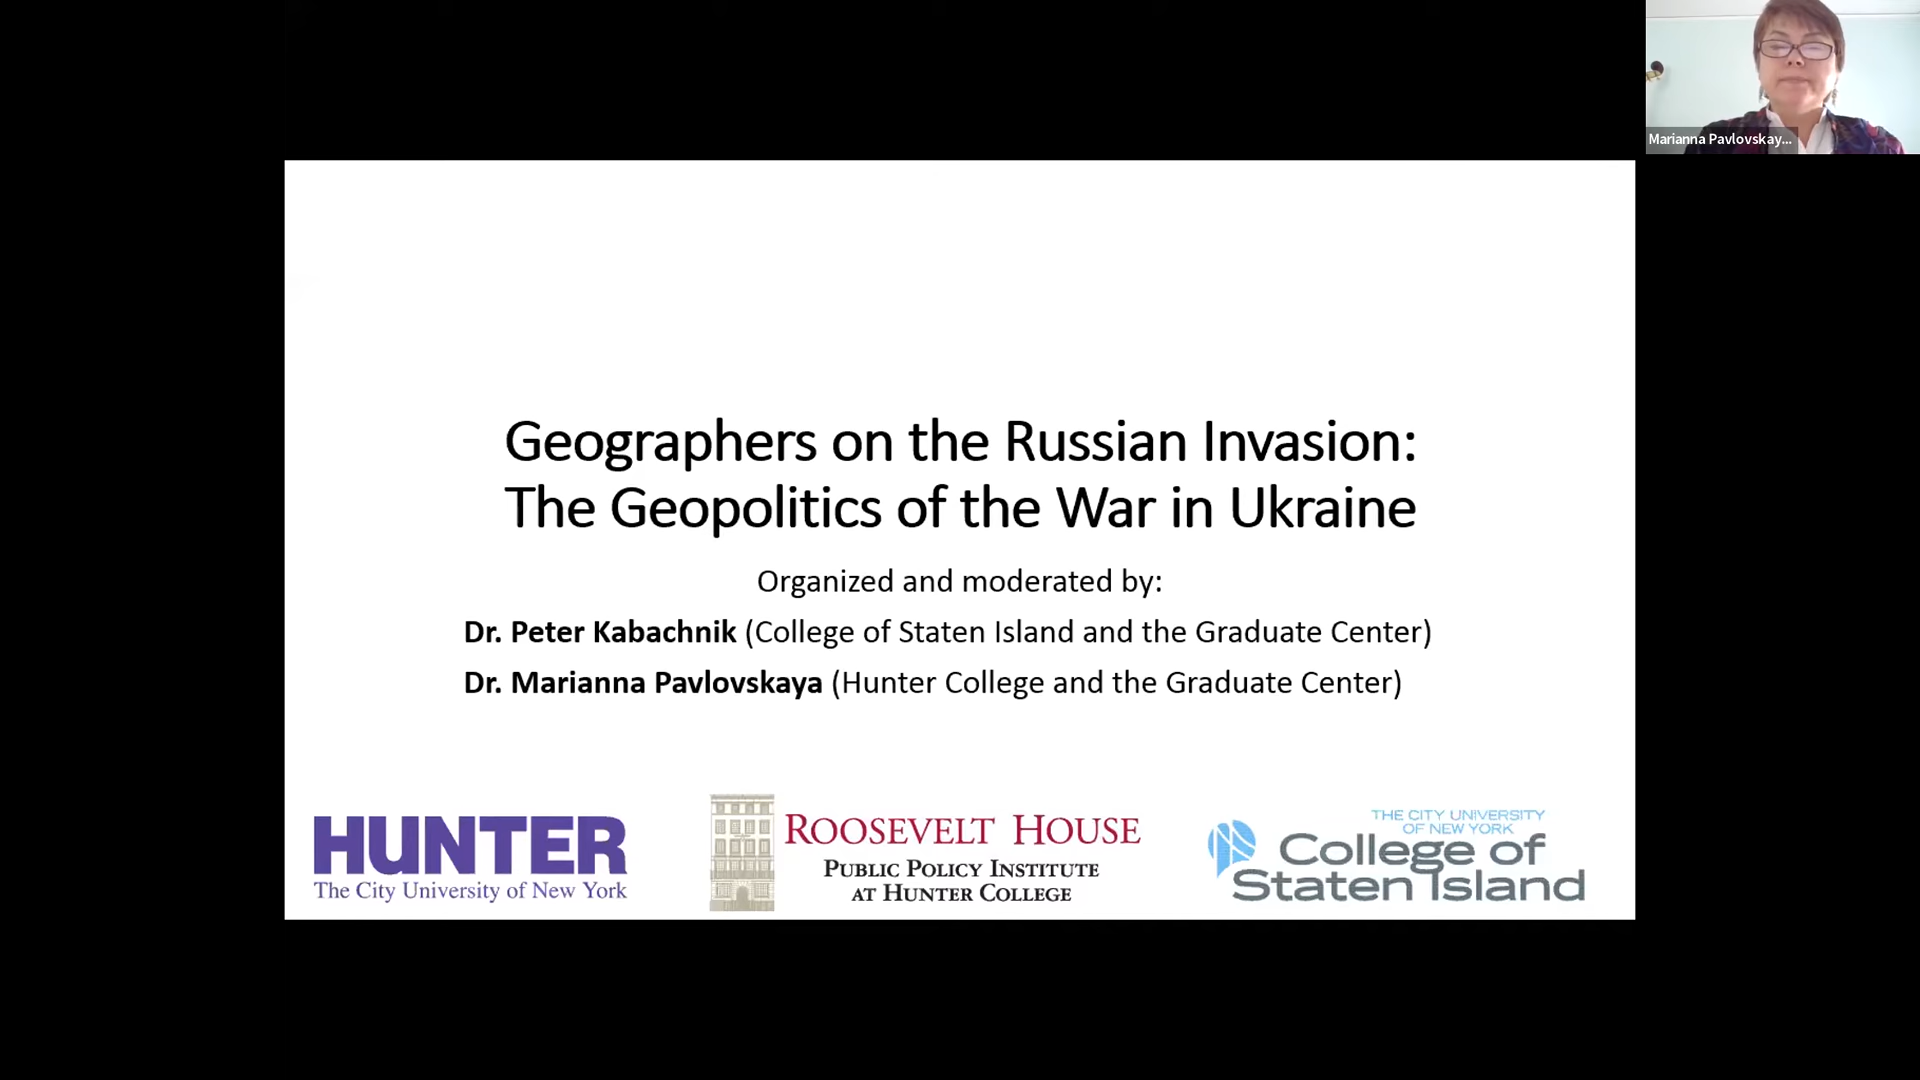 Marianna Pavlovskay...
Geographers on the Russian Invasion:
The Geopolitics of the War in Ukraine
Organized and moderated by:
Dr. Peter Kabachnik (College of Staten Island and the Graduate Center)
Dr. Marianna Pavlovskaya (Hunter College and the Graduate Center)
HUNTER
The City University of New York
ROOSEVELT HOUSE
PUBLIC POLICY INSTITUTE
AT HUNTER COLLEGE
THE CITY UNIVERSITY
OF NEW YORK
College of
Staten Island